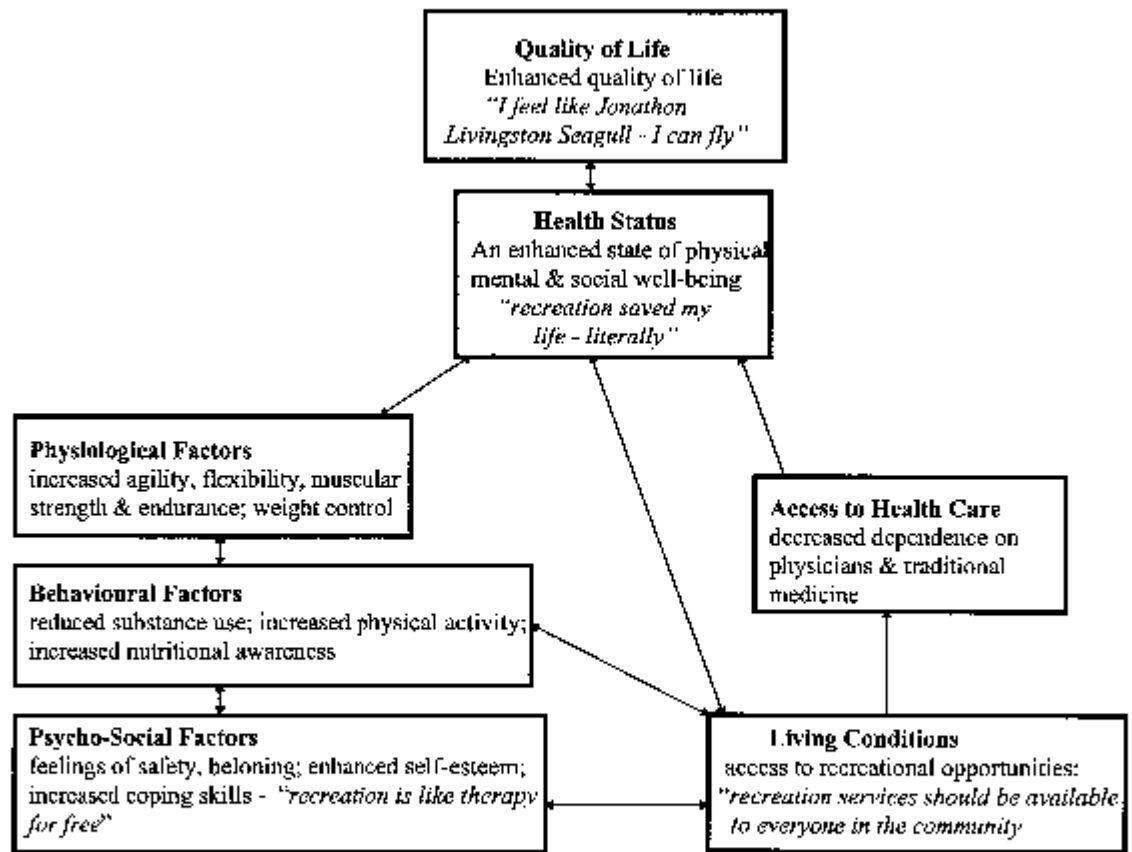 Quality of Life
Enhanced quality of life
"I feel like Jonathon
Livingston Seagull - I can fly"
Health Status
An enhanced state of physical
mental & social well-being
"recreation saved my
life - literally"
Physiological Factors
increased agility, flexibility, muscular
strength & endurance; weight control
Access to Health Care
decreased dependence on
physicians & traditional
medicine
Behavioural Factors
reduced substance use; increased physical activity;
increased nutritional awareness
Psycho-Social Factors
feelings of safety, beloning; enhanced self-esteem;
increased coping skills - "recreation is like therapy
for free"
Living Conditions
access to recreational opportunities:
"recreation services should be available
to everyone in the community